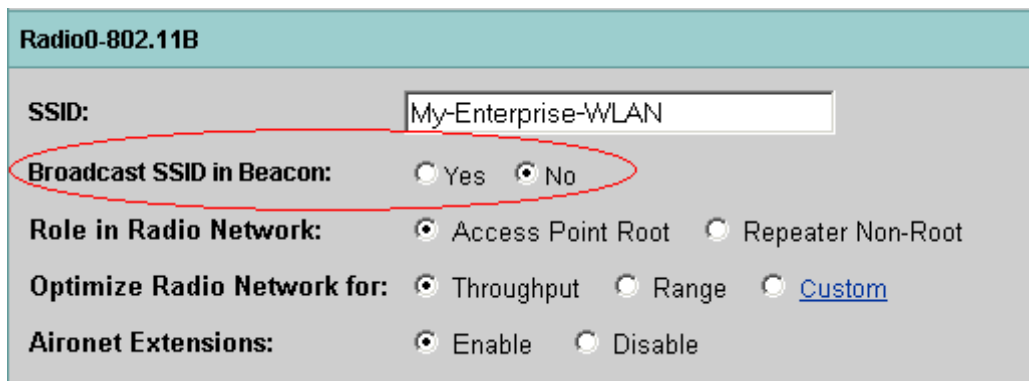 Radio0-802.11B
SSID: My-Enterprise-WLAN
Broadcast SSID in Beacon: Yes No
Role in Radio Network: Access Point Root Repeater Non-Root
Optimize Radio Network for: Throughput Range Custom
Aironet Extensions: Enable Disable